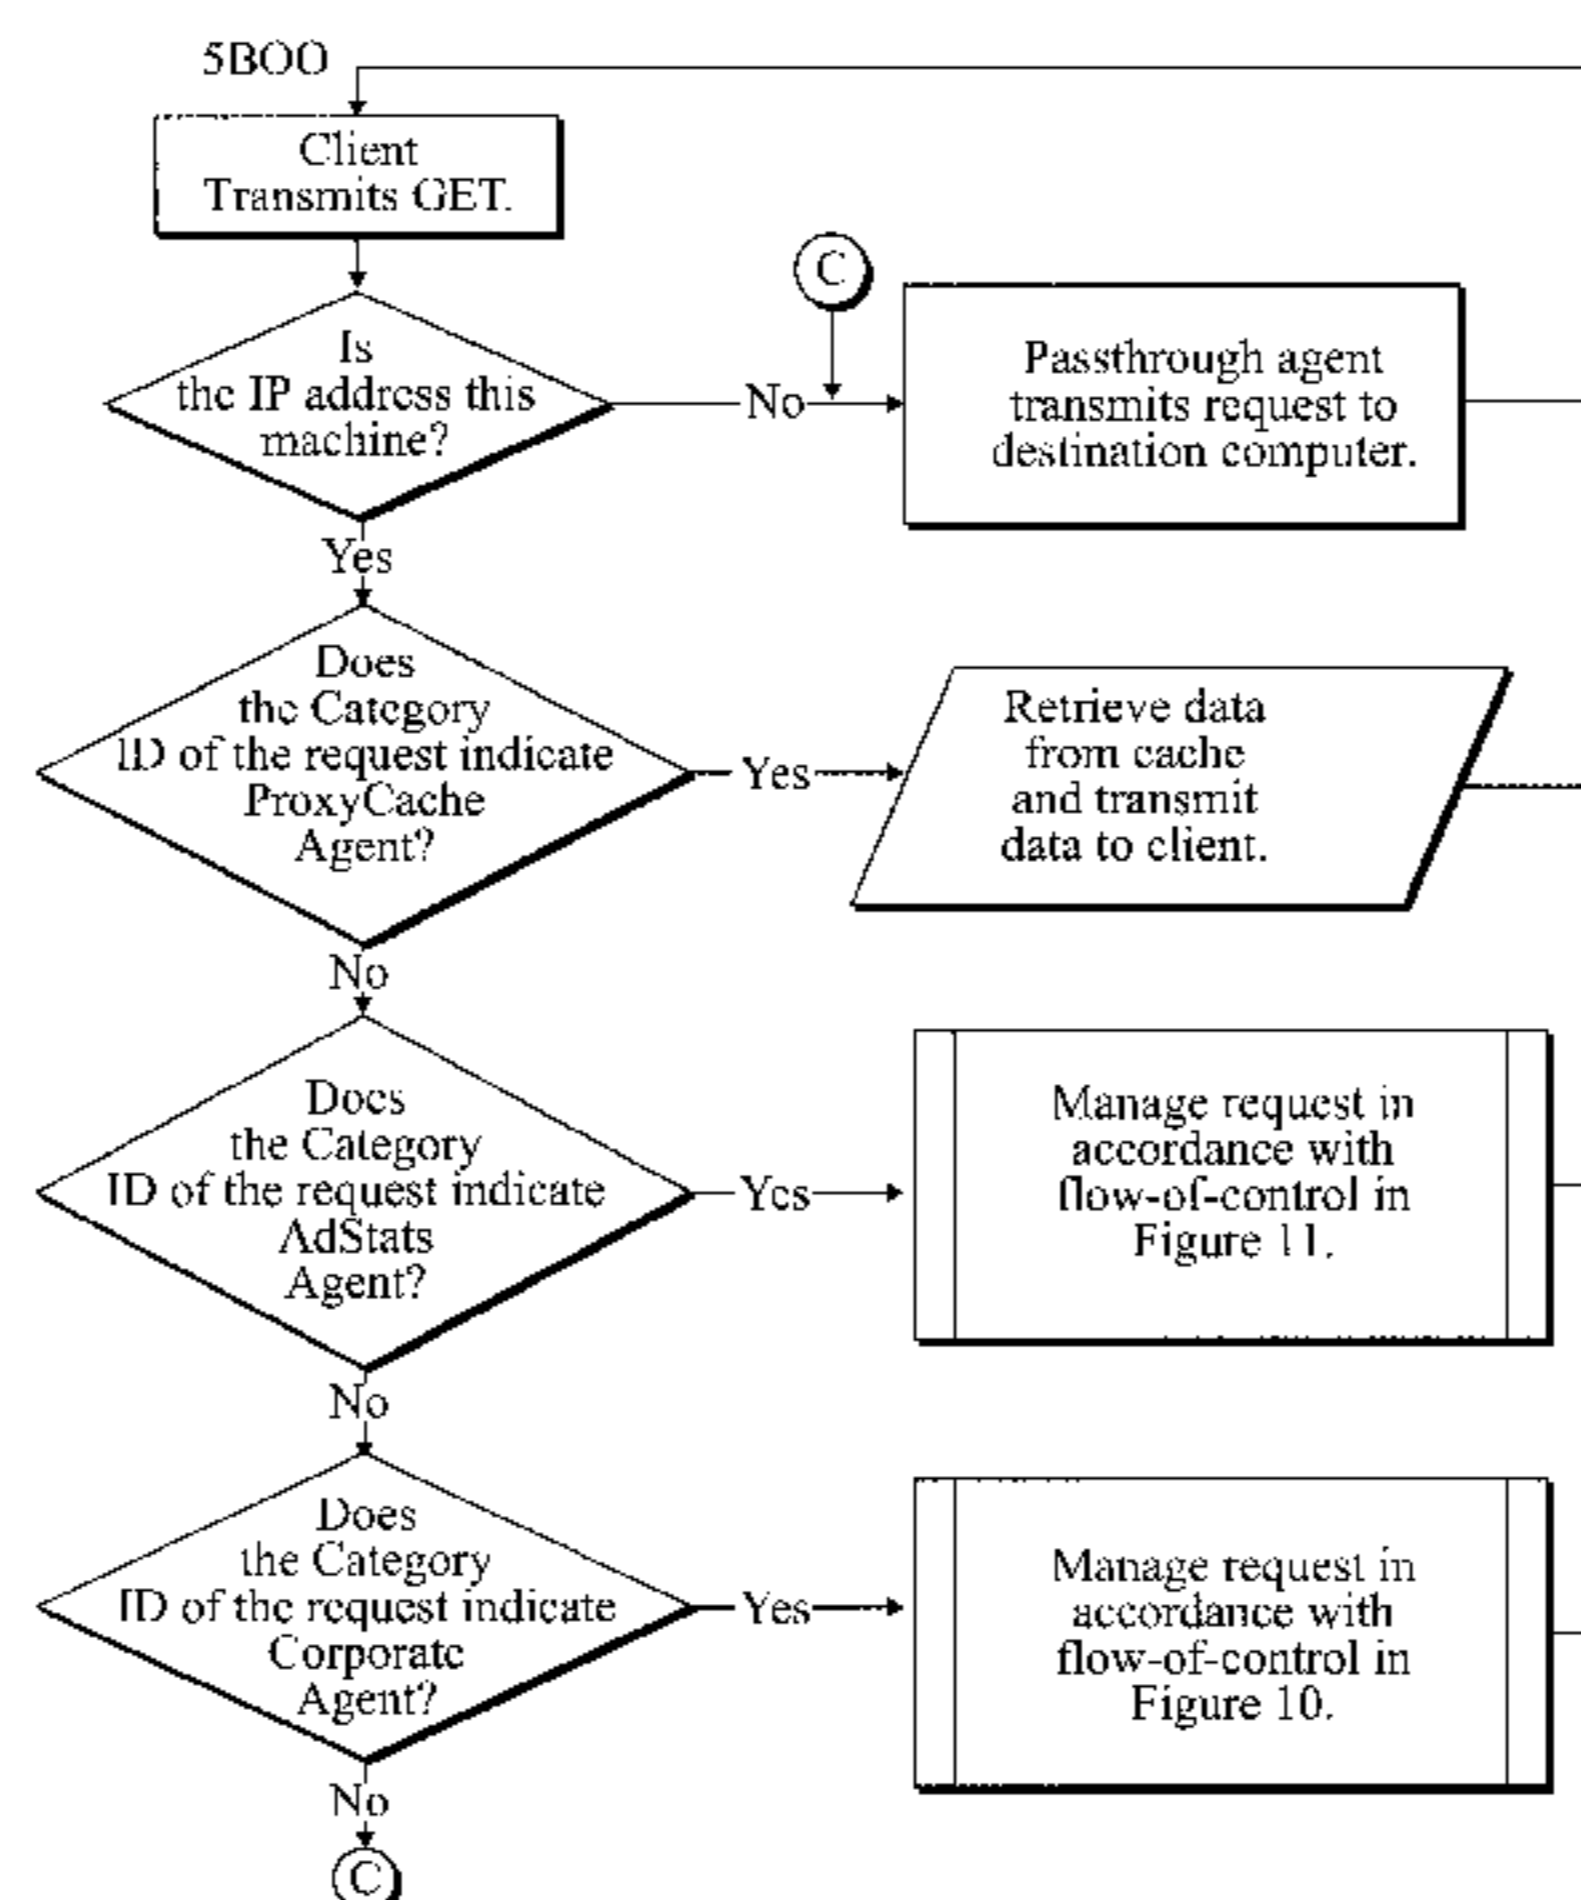 5BOO
Client
Transmits GET.
C
Is
the IP address this
machine?
No
Passthrough agent
transmits request to
destination computer.
Yes
Does
the Category
ID of the request indicate
ProxyCache
Agent?
Yes
Retrieve data
from cache
and transmit
data to client.
No
Does
the Category
ID of the request indicate
AdStats
Agent?
Yes
Manage request in
accordance with
flow-of-control in
Figure 11.
No
Does
the Category
ID of the request indicate
Corporate
Agent?
Yes
Manage request in
accordance with
flow-of-control in
Figure 10.
No
C